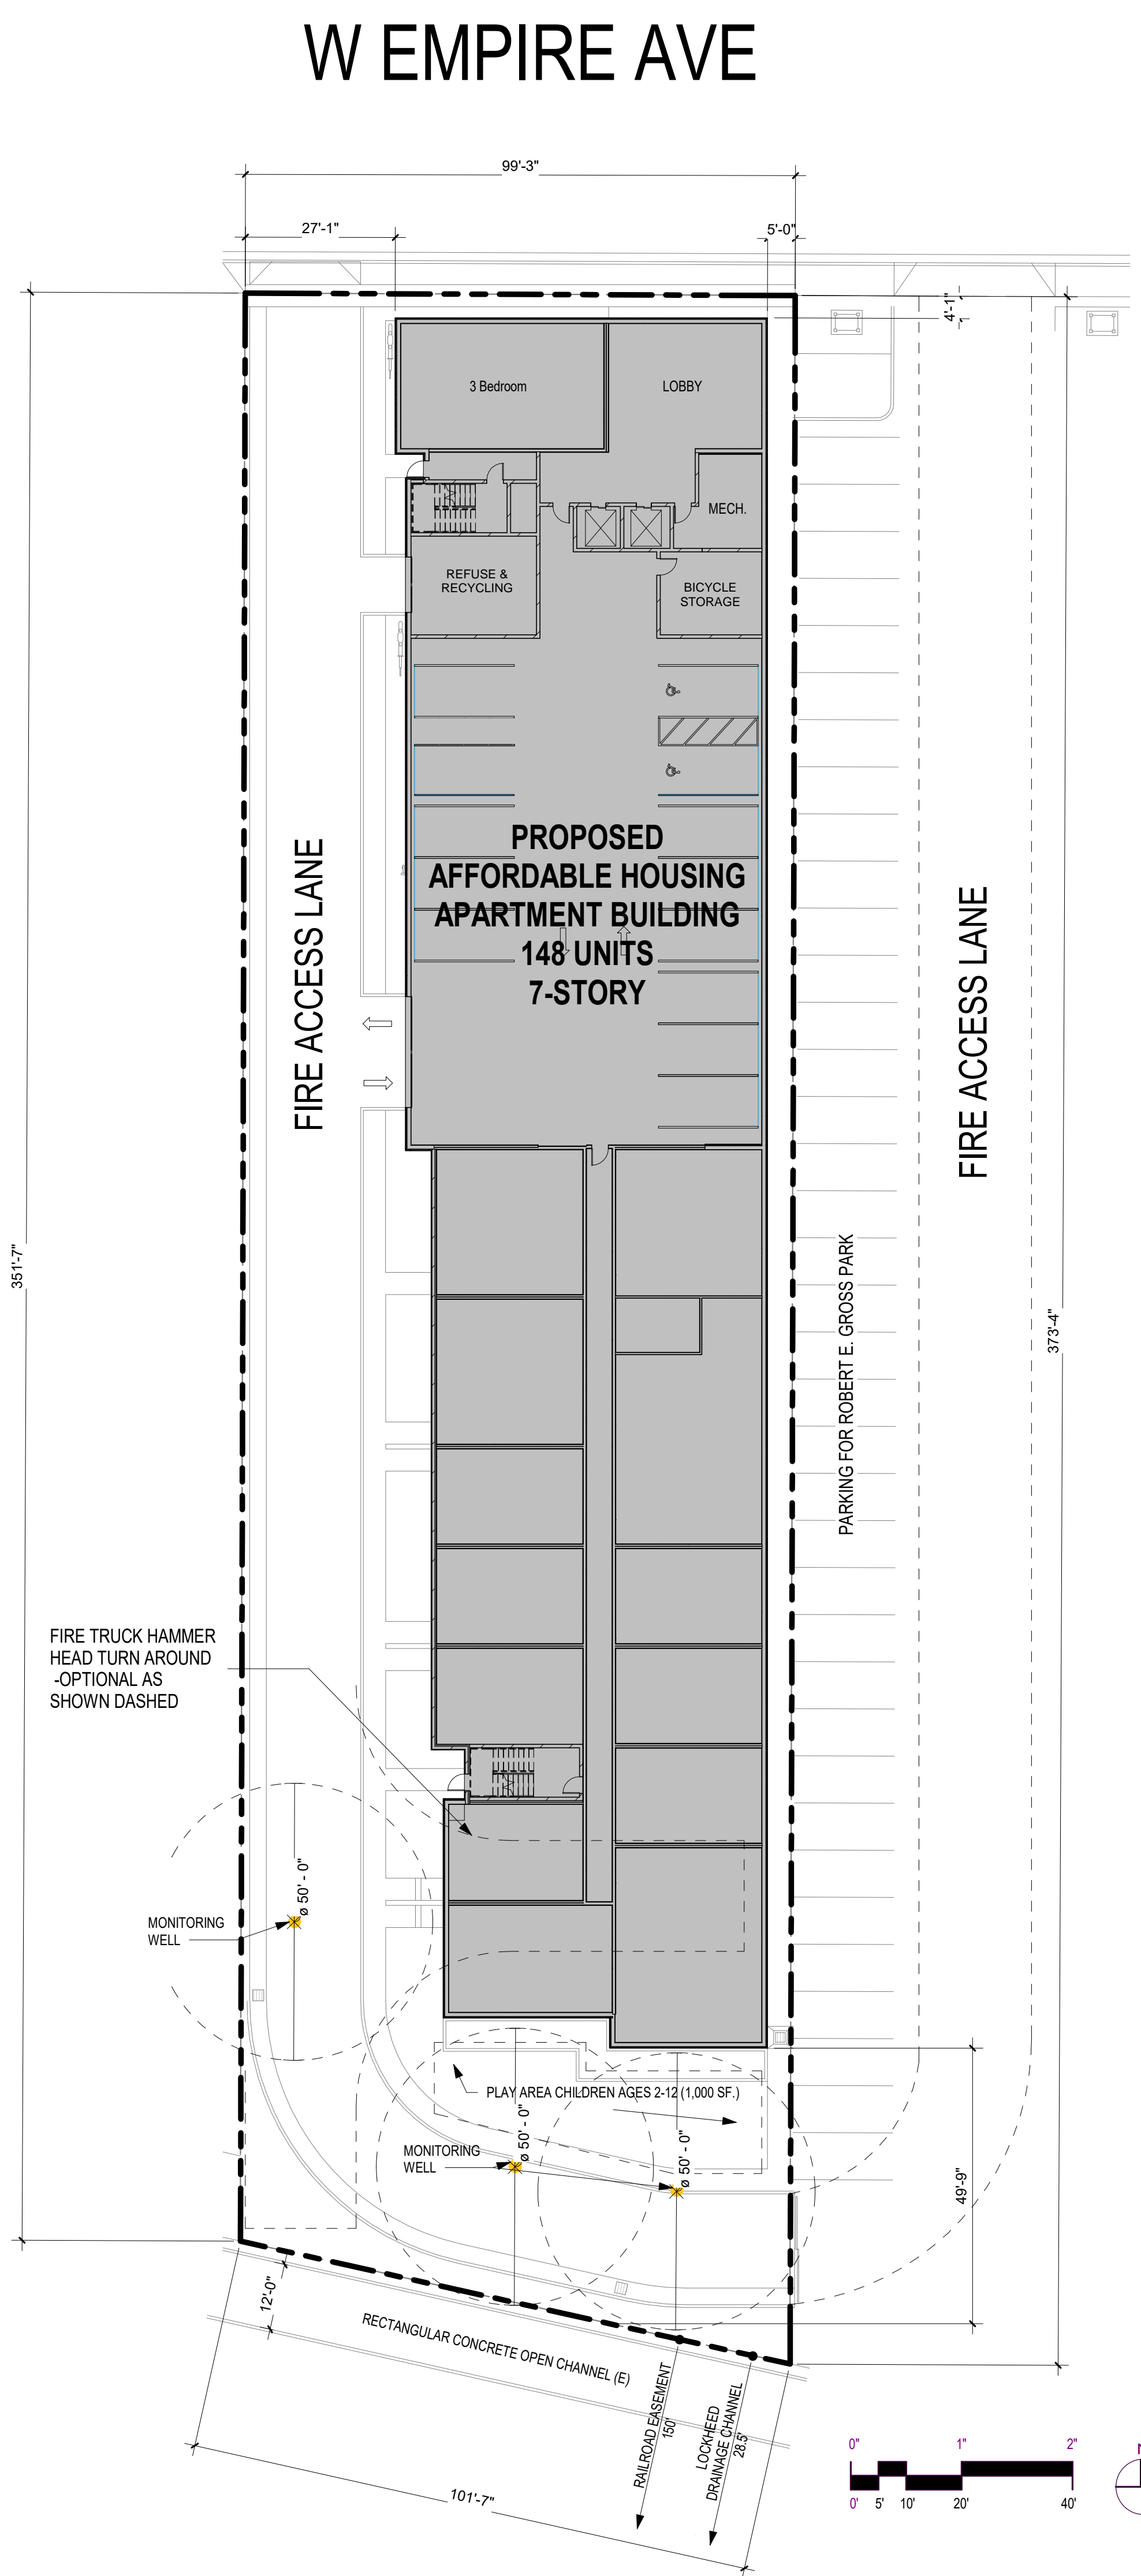 W EMPIRE AVE
99'-3"
27'-1"
5'-0"
4'-1"
3 Bedroom
LOBBY
MECH.
REFUSE &
RECYCLING
BICYCLE
STORAGE
PROPOSED
AFFORDABLE HOUSING
APARTMENT BUILDING
148 UNITS
7-STORY
FIRE ACCESS LANE
FIRE ACCESS LANE
351'-7"
PARKING FOR ROBERT E. GROSS PARK
373'-4"
FIRE TRUCK HAMMER
HEAD TURN AROUND
-OPTIONAL AS
SHOWN DASHED
ø 50' - 0"
MONITORING
WELL
PLAY AREA CHILDREN AGES 2-12 (1,000 SF.)
ø 50' - 0"
ø 50' - 0"
MONITORING
WELL
49'-9"
12'-0"
RECTANGULAR CONCRETE OPEN CHANNEL (E)
RAILROAD EASEMENT
150'
LOCKHEED
DRAINAGE CHANNEL
28.5'
101'-7"
0" 1" 2"
0' 5' 10' 20' 40'